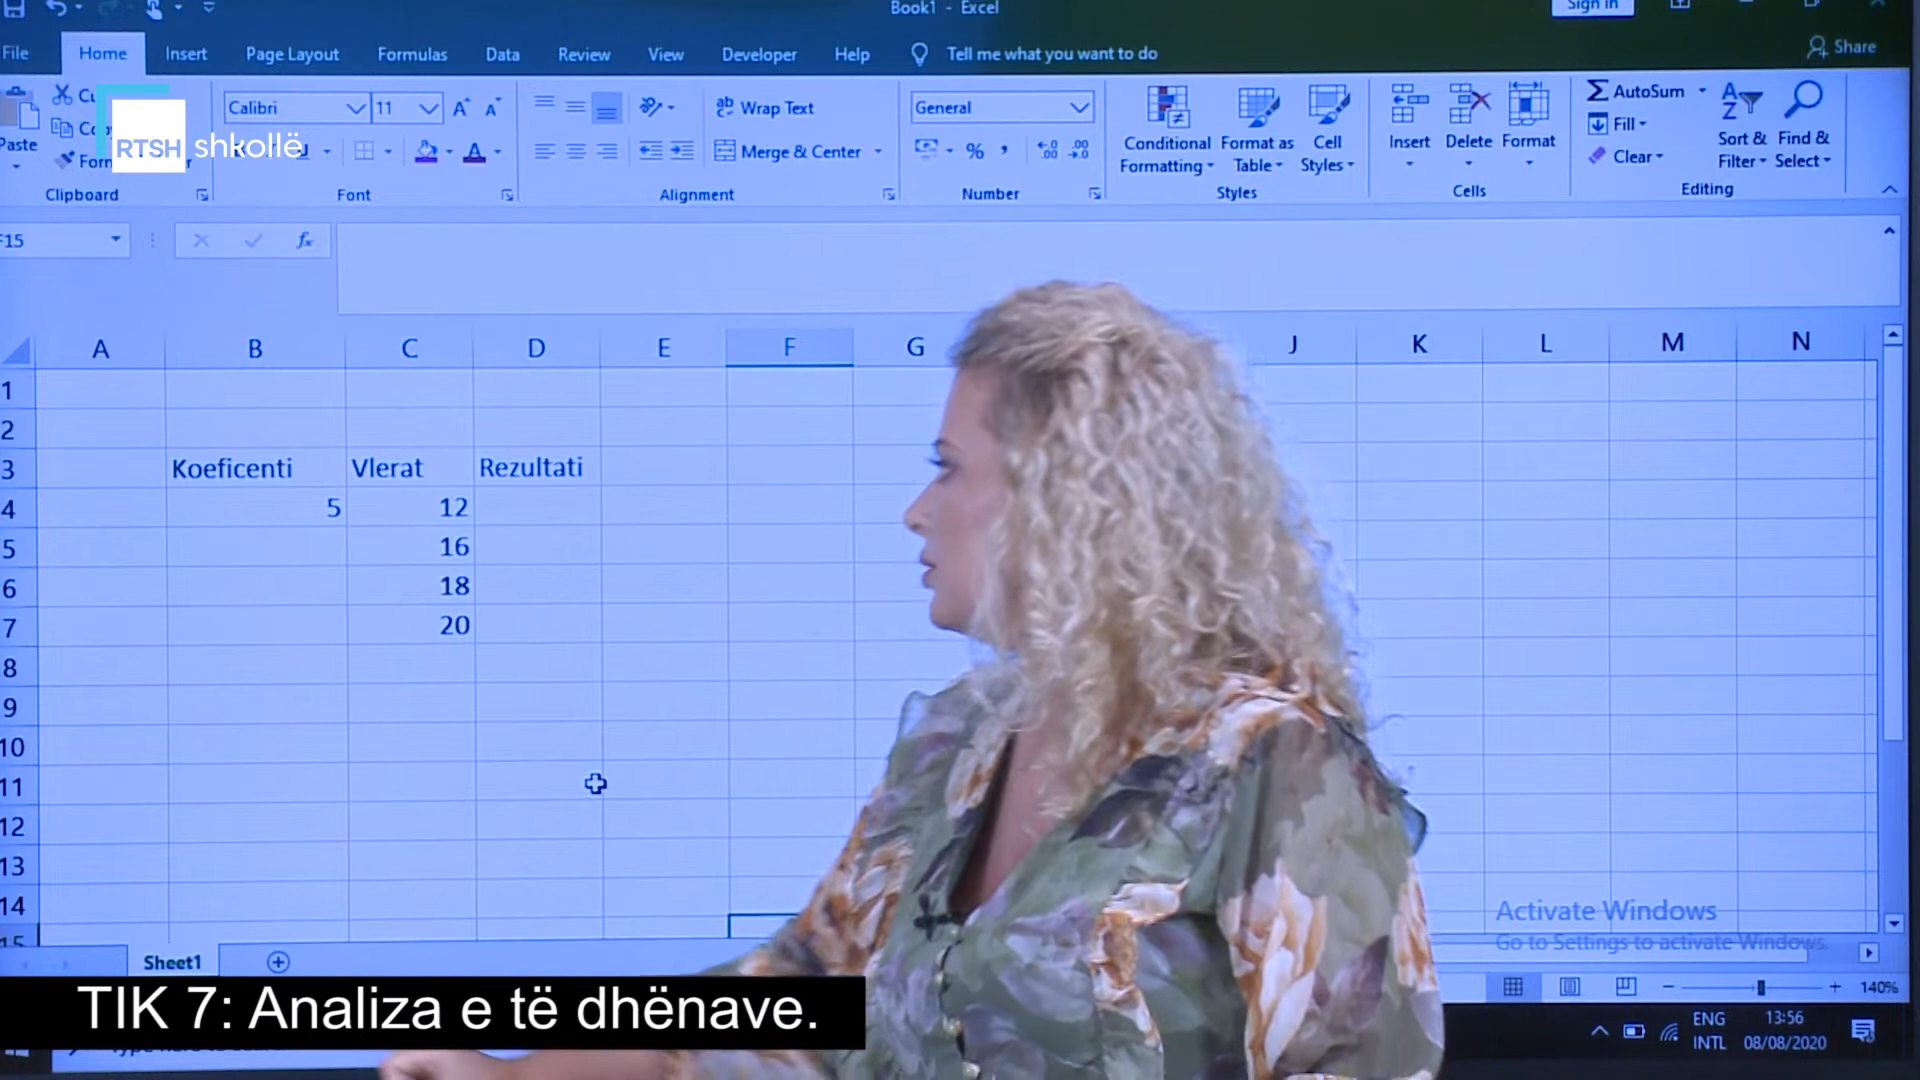 Book1 - Excel
Sign in
File Home Insert Page Layout Formulas Data Review View Developer Help Tell me what you want to do Share
Calibri 11 Wrap Text General AutoSum
RTSH shkollë
Paste Merge & Center % Conditional Formatting Format as Table Cell Styles Insert Delete Format Fill Clear Sort & Filter Find & Select
Clipboard Font Alignment Number Styles Cells Editing
F15 fx
A B C D E F G J K L M N
1
2
3 Koeficenti Vlerat Rezultati
4 5 12
5 16
6 18
7 20
8
9
10
11
12
13
14
15
Activate Windows
Go to Settings to activate Windows.
Sheet1
140%
TIK 7: Analiza e të dhënave.
ENG 13:56
INTL 08/08/2020